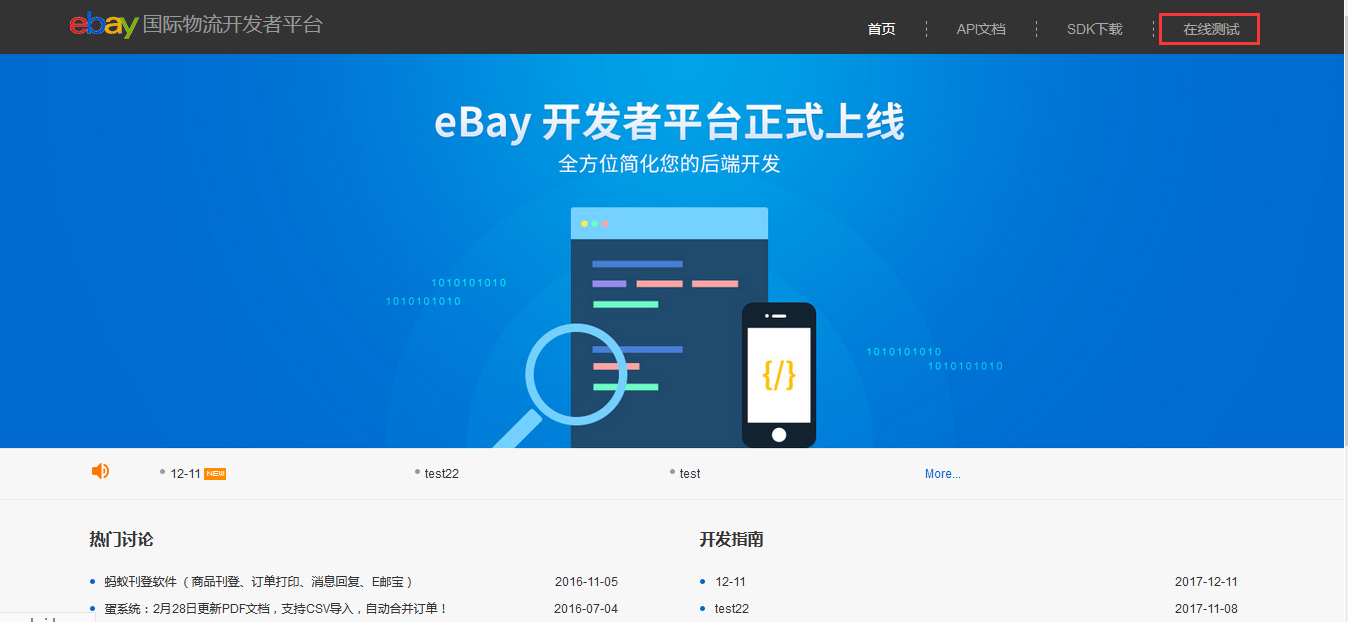 ebay 国际物流开发者平台
首页 API文档 SDK下载 在线测试
eBay 开发者平台正式上线
全方位简化您的后端开发
1010101010
1010101010
{/}
1010101010
1010101010
12-11 NEW test22 test More...
热门讨论
蚂蚁刊登软件（商品刊登、订单打印、消息回复、E邮宝） 2016-11-05
蛋系统：2月28日更新PDF文档，支持CSV导入，自动合并订单！ 2016-07-04
开发指南
12-11 2017-12-11
test22 2017-11-08